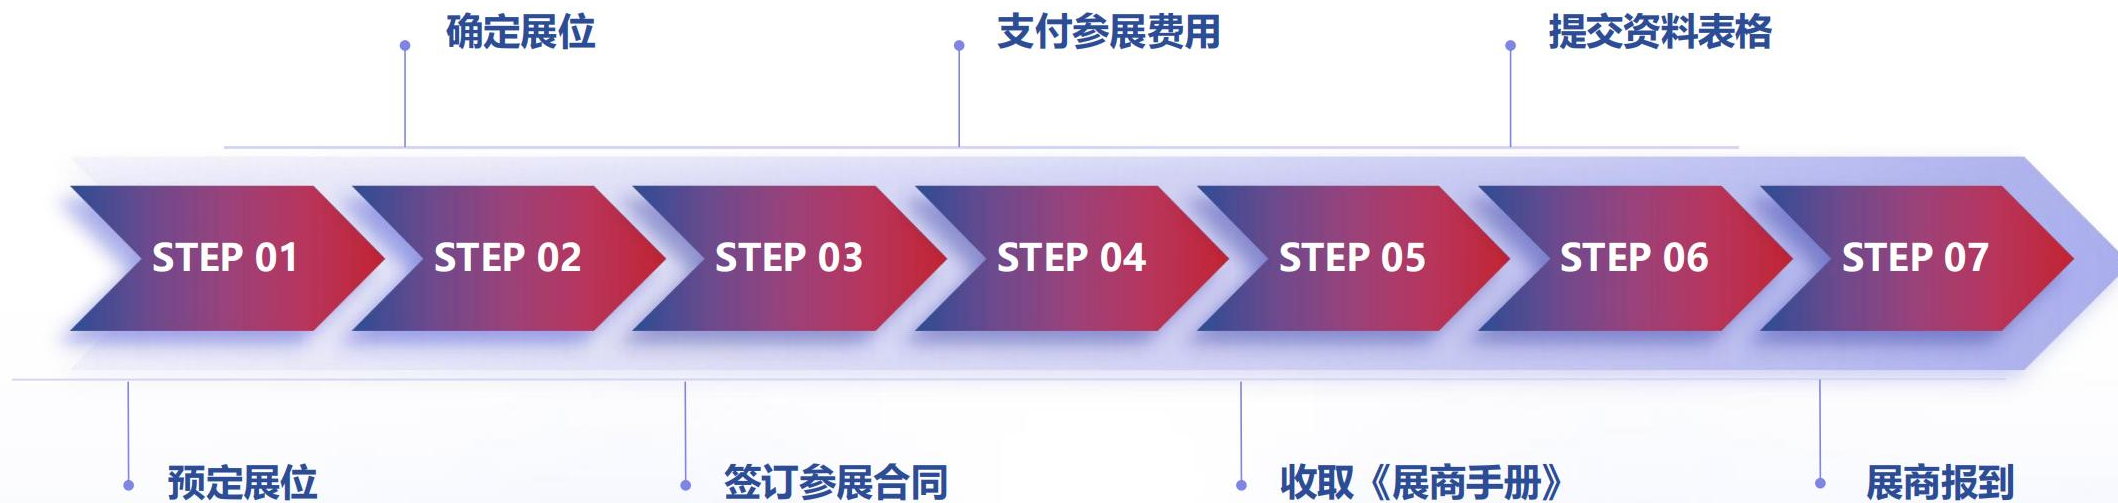 确定展位
支付参展费用
提交资料表格
STEP 01
STEP 02
STEP 03
STEP 04
STEP 05
STEP 06
STEP 07
预定展位
签订参展合同
收取《展商手册》
展商报到